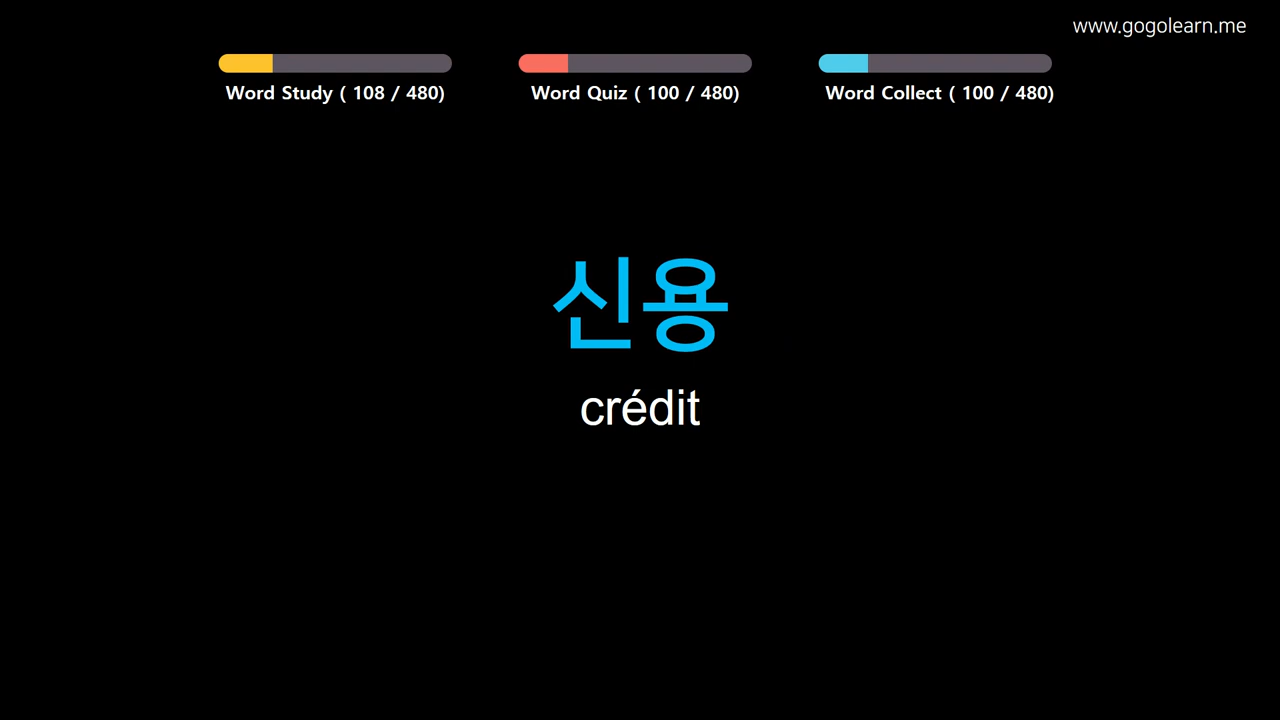 www.gogolearn.me
Word Study ( 108 / 480)
Word Quiz ( 100 / 480)
Word Collect ( 100 / 480)
신용
crédit